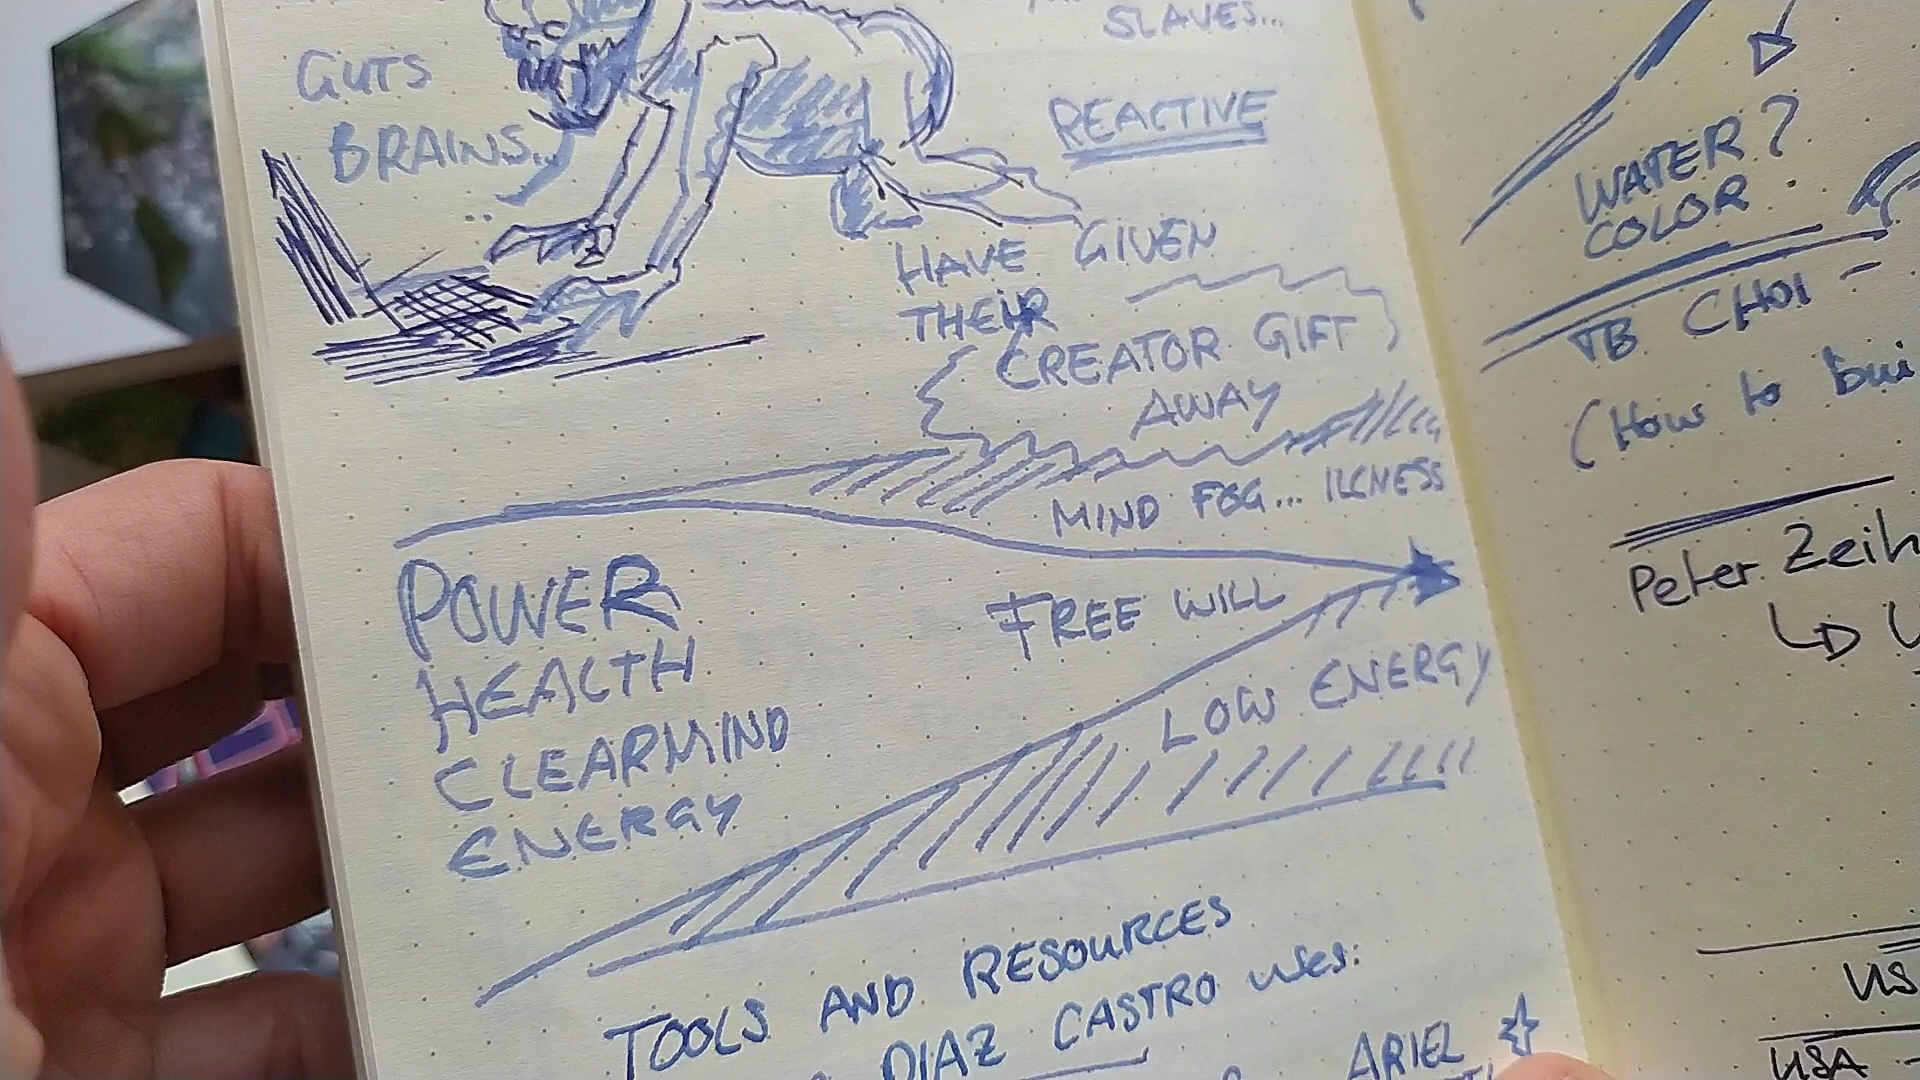 SLAVES...
GUTS
BRAINS...
REACTIVE
HAVE GIVEN
THEIR
CREATOR GIFT
AWAY
MIND FOG... ILLNESS
POWER
HEALTH
CLEARMIND
ENERGY
FREE WILL
LOW ENERGY
TOOLS AND RESOURCES
DIAZ CASTRO uses:
ARIEL
WATER?
COLOR
TB CHOI -
(How to
Peter
USA -